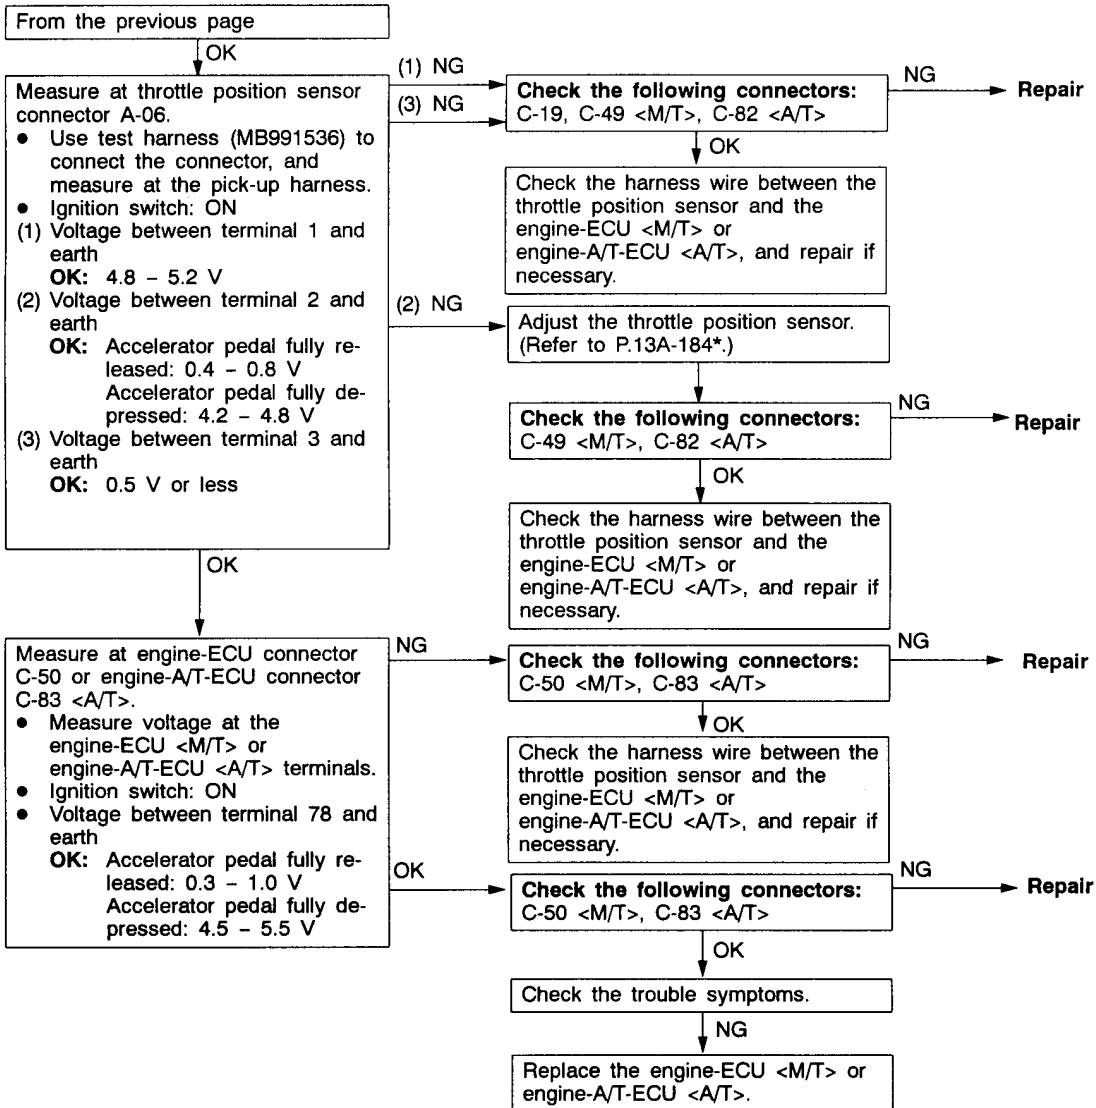 From the previous page
OK
Measure at throttle position sensor
connector A-06.
● Use test harness (MB991536) to
connect the connector, and
measure at the pick-up harness.
● Ignition switch: ON
(1) Voltage between terminal 1 and
earth
OK: 4.8 – 5.2 V
(2) Voltage between terminal 2 and
earth
OK: Accelerator pedal fully re-
leased: 0.4 – 0.8 V
Accelerator pedal fully de-
pressed: 4.2 – 4.8 V
(3) Voltage between terminal 3 and
earth
OK: 0.5 V or less
(1) NG
(3) NG
Check the following connectors:
C-19, C-49 <M/T>, C-82 <A/T>
NG
Repair
OK
Check the harness wire between the
throttle position sensor and the
engine-ECU <M/T> or
engine-A/T-ECU <A/T>, and repair if
necessary.
(2) NG
Adjust the throttle position sensor.
(Refer to P.13A-184*.)
Check the following connectors:
C-49 <M/T>, C-82 <A/T>
NG
Repair
OK
Check the harness wire between the
throttle position sensor and the
engine-ECU <M/T> or
engine-A/T-ECU <A/T>, and repair if
necessary.
OK
Measure at engine-ECU connector
C-50 or engine-A/T-ECU connector
C-83 <A/T>.
● Measure voltage at the
engine-ECU <M/T> or
engine-A/T-ECU <A/T> terminals.
● Ignition switch: ON
● Voltage between terminal 78 and
earth
OK: Accelerator pedal fully re-
leased: 0.3 – 1.0 V
Accelerator pedal fully de-
pressed: 4.5 – 5.5 V
NG
Check the following connectors:
C-50 <M/T>, C-83 <A/T>
NG
Repair
OK
Check the harness wire between the
throttle position sensor and the
engine-ECU <M/T> or
engine-A/T-ECU <A/T>, and repair if
necessary.
OK
Check the following connectors:
C-50 <M/T>, C-83 <A/T>
NG
Repair
OK
Check the trouble symptoms.
NG
Replace the engine-ECU <M/T> or
engine-A/T-ECU <A/T>.